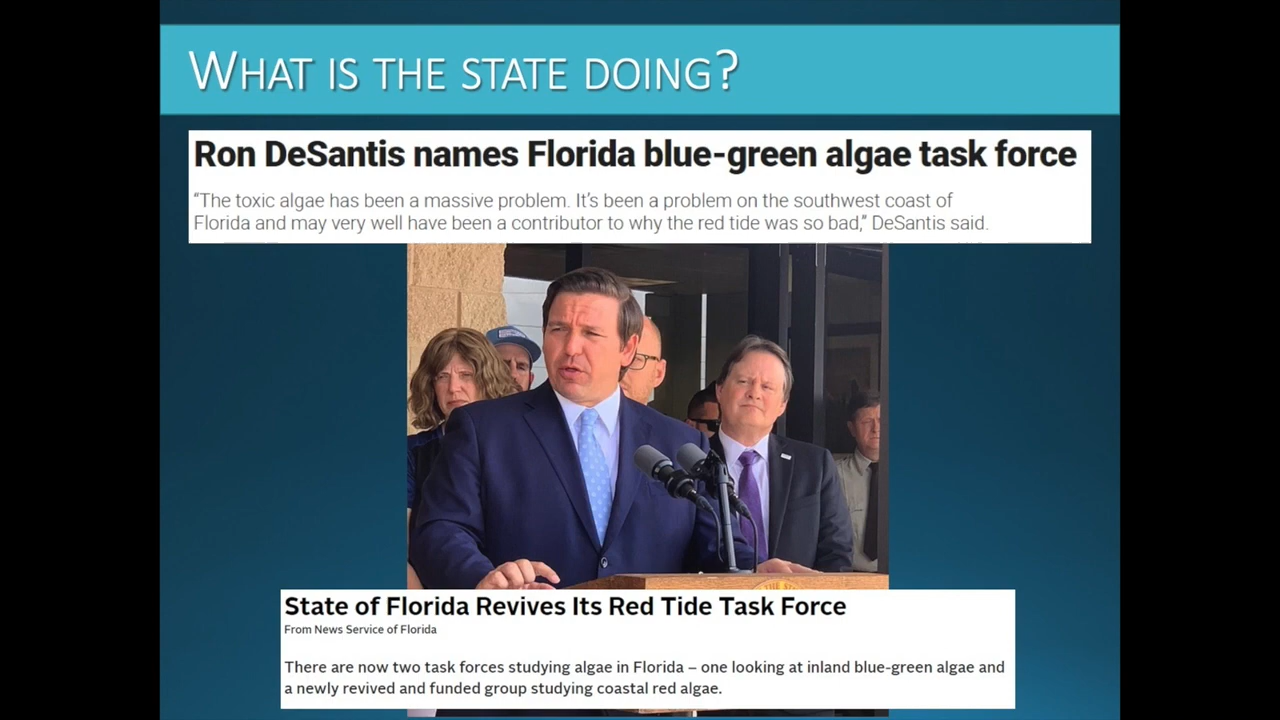 WHAT IS THE STATE DOING?
Ron DeSantis names Florida blue-green algae task force
“The toxic algae has been a massive problem. It’s been a problem on the southwest coast of
Florida and may very well have been a contributor to why the red tide was so bad,” DeSantis said.
THE
State of Florida Revives Its Red Tide Task Force
From News Service of Florida
There are now two task forces studying algae in Florida – one looking at inland blue-green algae and
a newly revived and funded group studying coastal red algae.